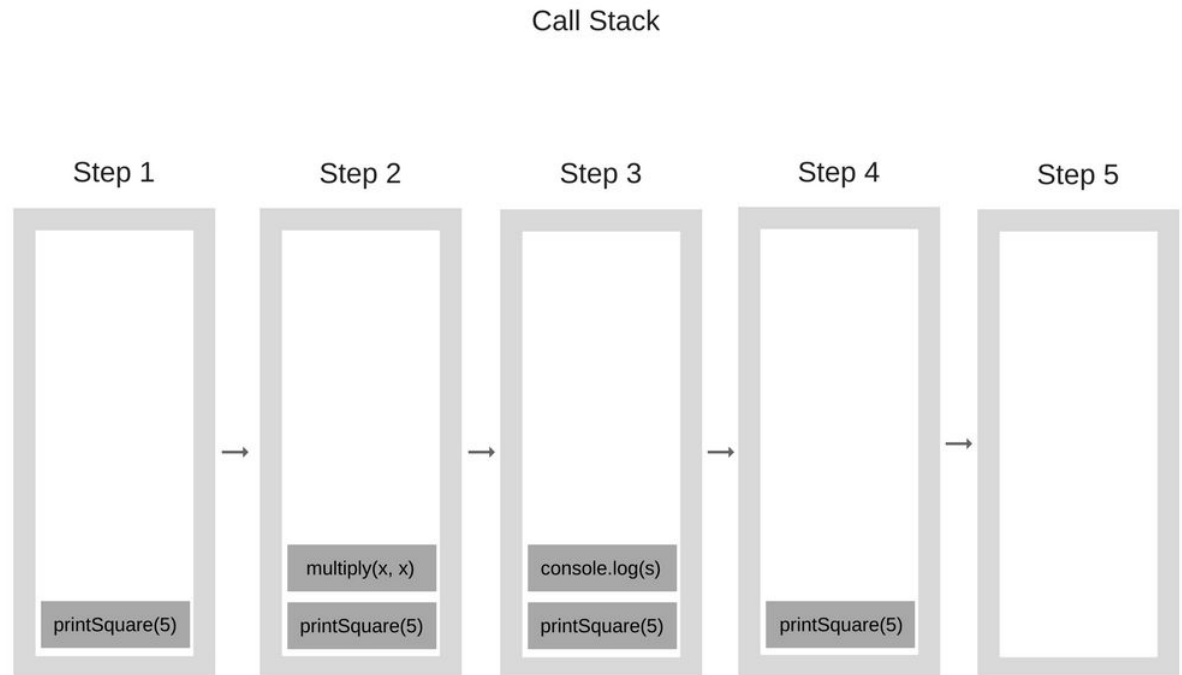 Call Stack
Step 1
Step 2
Step 3
Step 4
Step 5
printSquare(5)
multiply(x, x)
printSquare(5)
console.log(s)
printSquare(5)
printSquare(5)